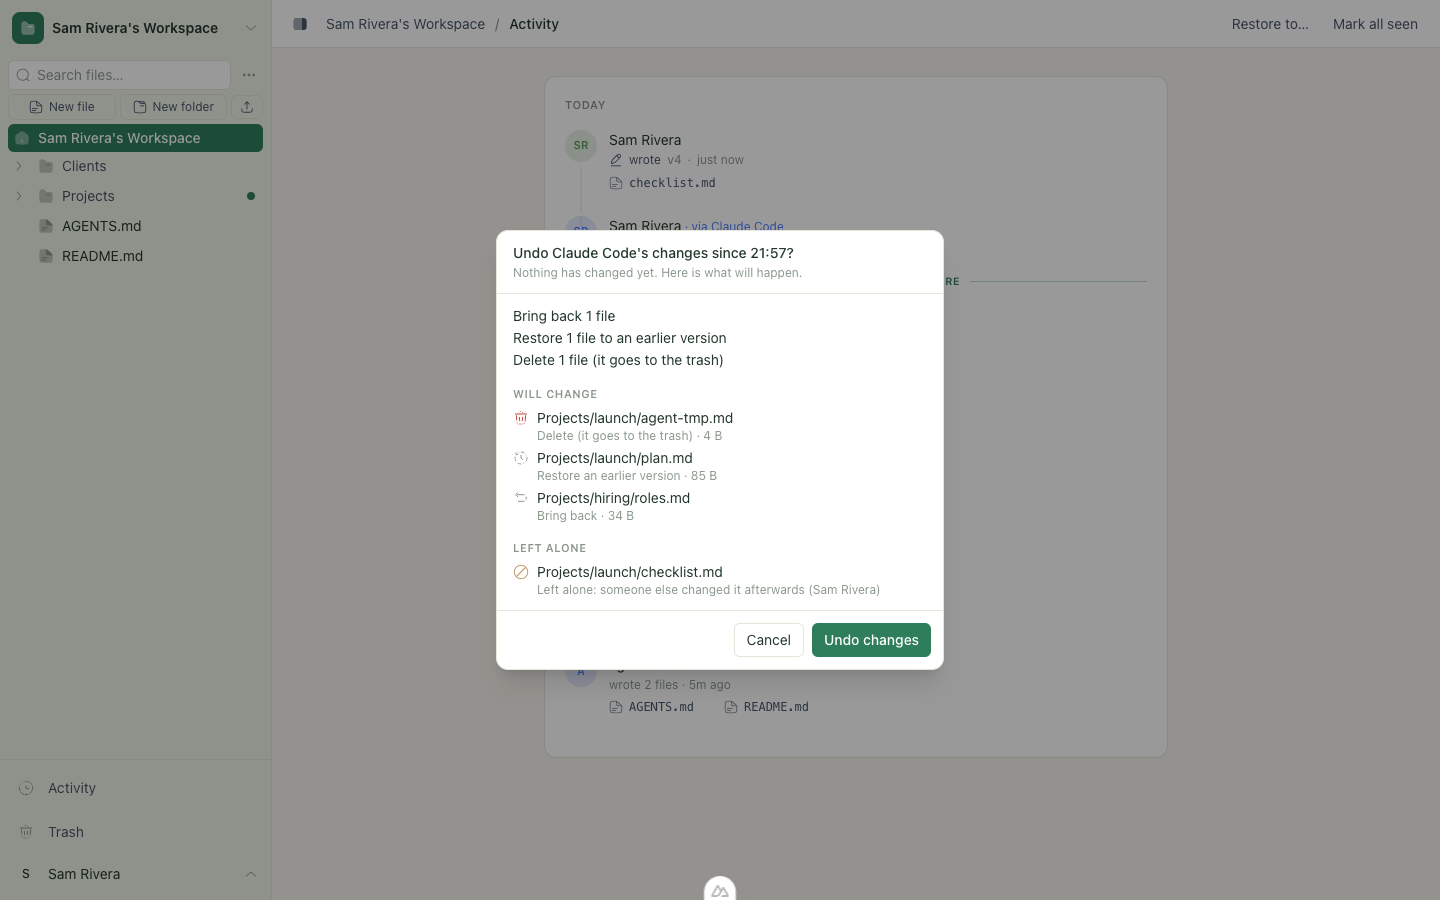 Sam Rivera's Workspace
Search files...
New file
New folder
Sam Rivera's Workspace
Clients
Projects
AGENTS.md
README.md
Activity
Trash
S Sam Rivera
Sam Rivera's Workspace / Activity
Restore to...
Mark all seen
TODAY
SR
Sam Rivera
wrote v4 · just now
checklist.md
Sam Rivera · via Claude Code
RE
Undo Claude Code's changes since 21:57?
Nothing has changed yet. Here is what will happen.
Bring back 1 file
Restore 1 file to an earlier version
Delete 1 file (it goes to the trash)
WILL CHANGE
Projects/launch/agent-tmp.md
Delete (it goes to the trash) · 4 B
Projects/launch/plan.md
Restore an earlier version · 85 B
Projects/hiring/roles.md
Bring back · 34 B
LEFT ALONE
Projects/launch/checklist.md
Left alone: someone else changed it afterwards (Sam Rivera)
Cancel
Undo changes
A
wrote 2 files · 5m ago
AGENTS.md
README.md